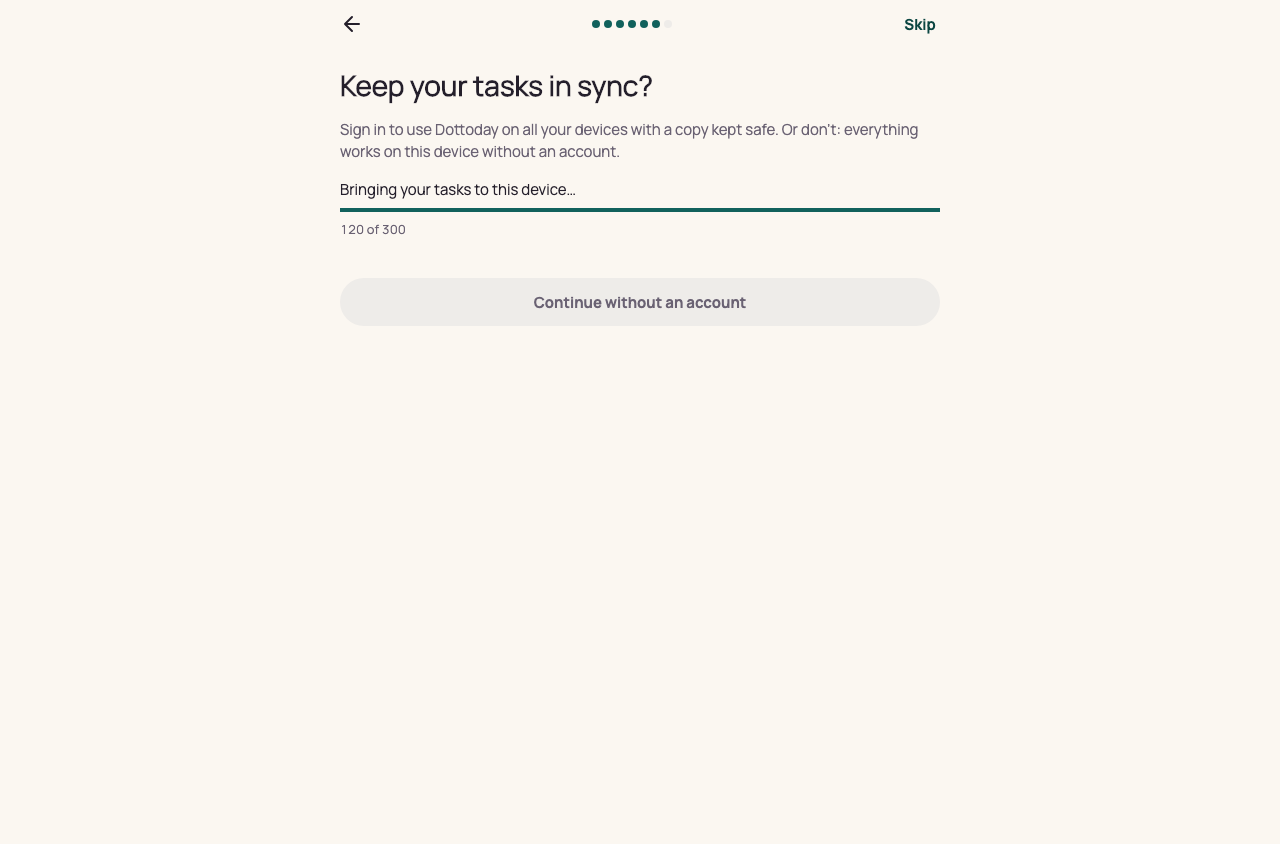 Skip
Keep your tasks in sync?
Sign in to use Dottoday on all your devices with a copy kept safe. Or don't: everything
works on this device without an account.
Bringing your tasks to this device…
120 of 300
Continue without an account